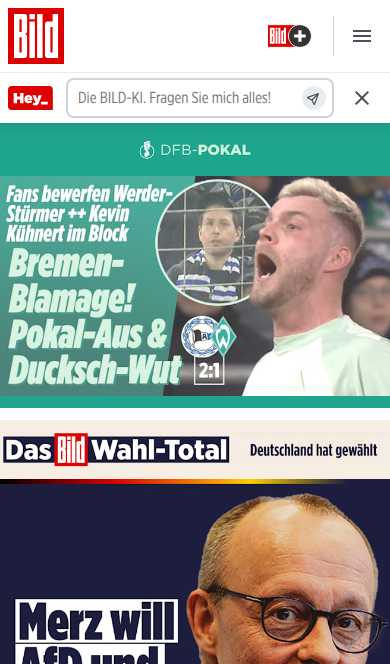 Bild
Bild
Hey_
Die BILD-KI. Fragen Sie mich alles!
DFB-POKAL
Fans bewerfen Werder-
Stürmer ++ Kevin
Kühnert im Block
Bremen-
Blamage!
Pokal-Aus &
Ducksch-Wut
2:1
Das Bild Wahl-Total
Deutschland hat gewählt
Merz will
AfD und